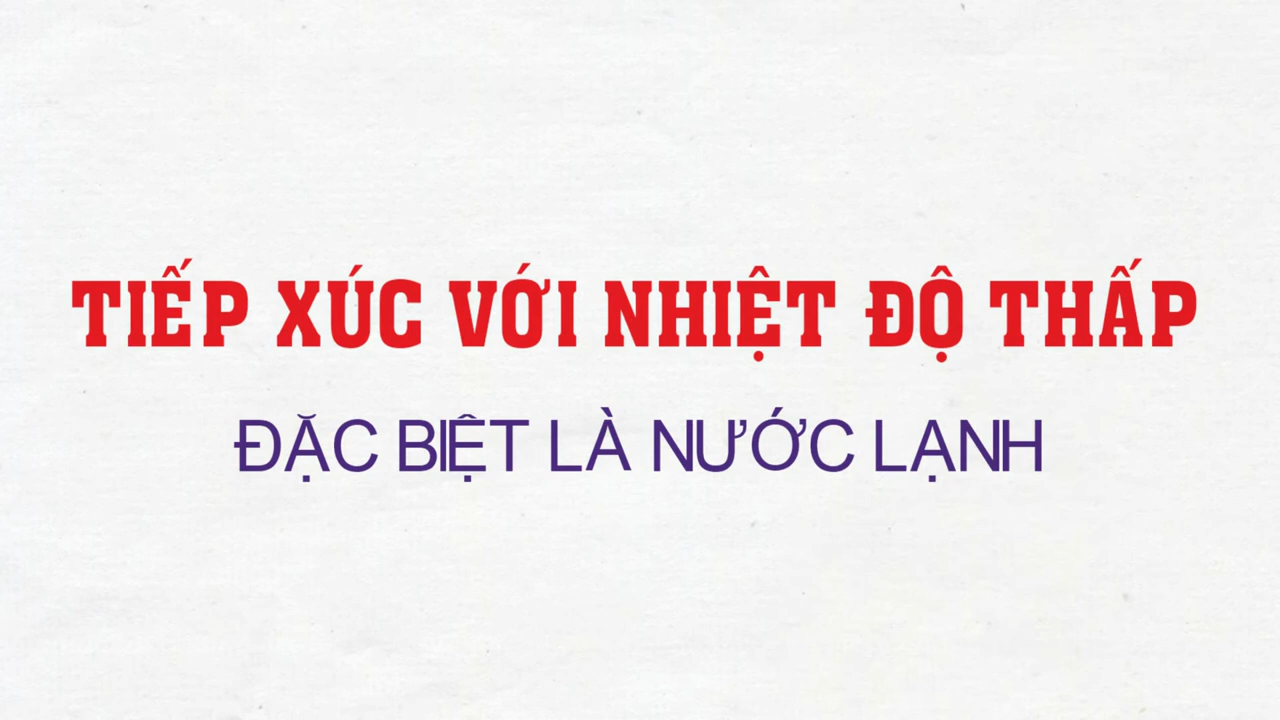 TIẾP XÚC VỚI NHIỆT ĐỘ THẤP
ĐẶC BIỆT LÀ NƯỚC LẠNH